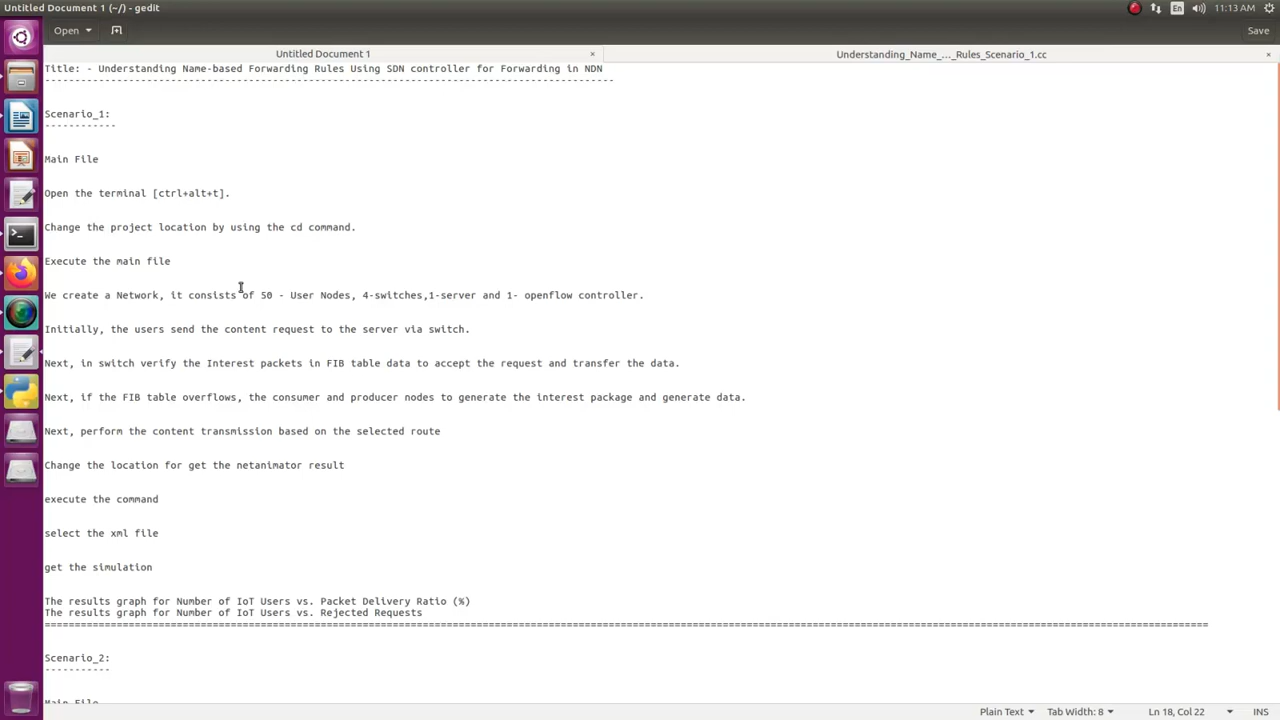 Untitled Document 1 (~/) - gedit
En
11:13 AM
Open
Save
Untitled Document 1
×
Understanding_Name_..._Rules_Scenario_1.cc
×
Title: - Understanding Name-based Forwarding Rules Using SDN controller for Forwarding in NDN
-----------------------------------------------------------------------------------------------
Scenario_1:
------------
Main File
Open the terminal [ctrl+alt+t].
Change the project location by using the cd command.
Execute the main file
We create a Network, it consists of 50 - User Nodes, 4-switches,1-server and 1- openflow controller.
Initially, the users send the content request to the server via switch.
Next, in switch verify the Interest packets in FIB table data to accept the request and transfer the data.
Next, if the FIB table overflows, the consumer and producer nodes to generate the interest package and generate data.
Next, perform the content transmission based on the selected route
Change the location for get the netanimator result
execute the command
select the xml file
get the simulation
The results graph for Number of IoT Users vs. Packet Delivery Ratio (%)
The results graph for Number of IoT Users vs. Rejected Requests
==================================================================================================================================================================================================
Scenario_2:
-----------
Main File
Plain Text
Tab Width: 8
Ln 18, Col 22
INS